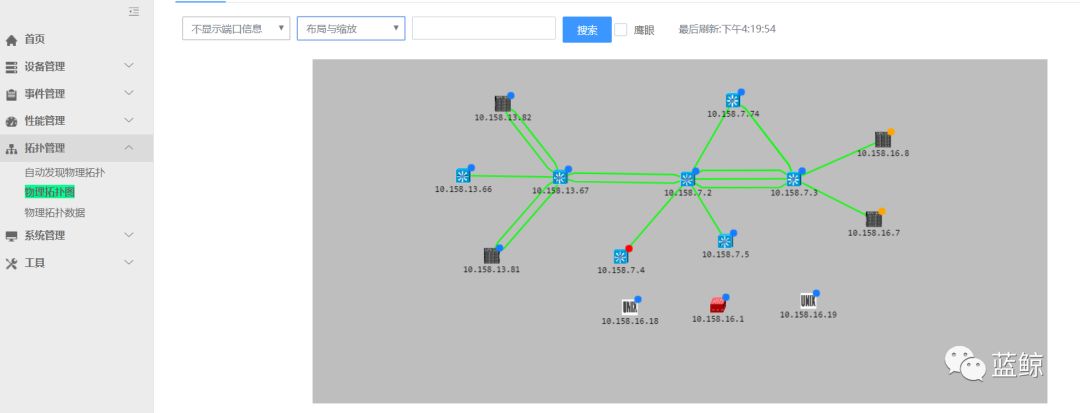 首页
设备管理
事件管理
性能管理
拓扑管理
自动发现物理拓扑
物理拓扑图
物理拓扑数据
系统管理
工具
不显示端口信息
布局与缩放
搜索
鹰眼
最后刷新:下午4:19:54
10.158.13.82
10.158.7.74
10.158.16.8
10.158.13.66
10.158.13.67
10.158.7.2
10.158.7.3
10.158.16.7
10.158.7.5
10.158.13.81
10.158.7.4
UNIX
10.158.16.18
10.158.16.1
UNIX
10.158.16.19
蓝鲸